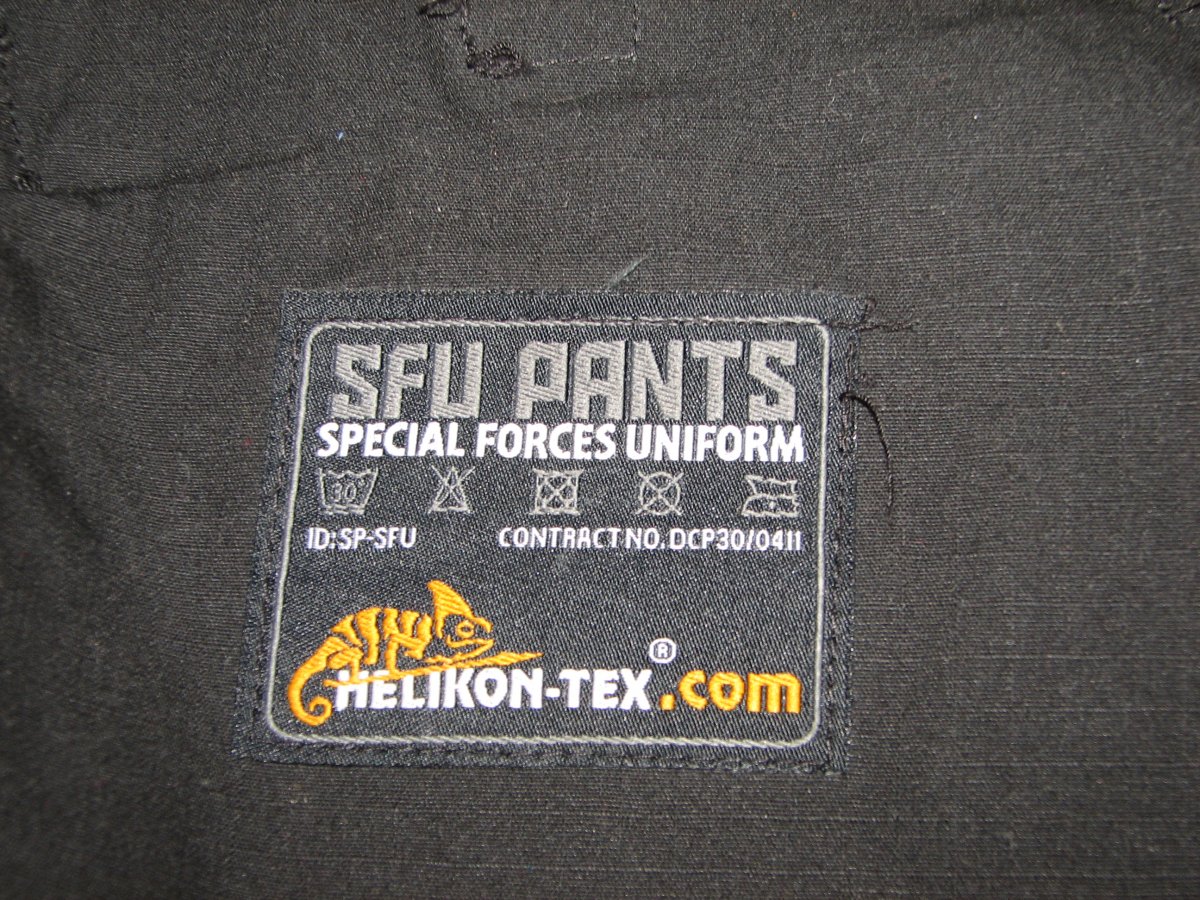 SFU PANTS
SPECIAL FORCES UNIFORM
30
ID:SP-SFU CONTRACT NO. DCP30/0411
HELIKON-TEX®.com